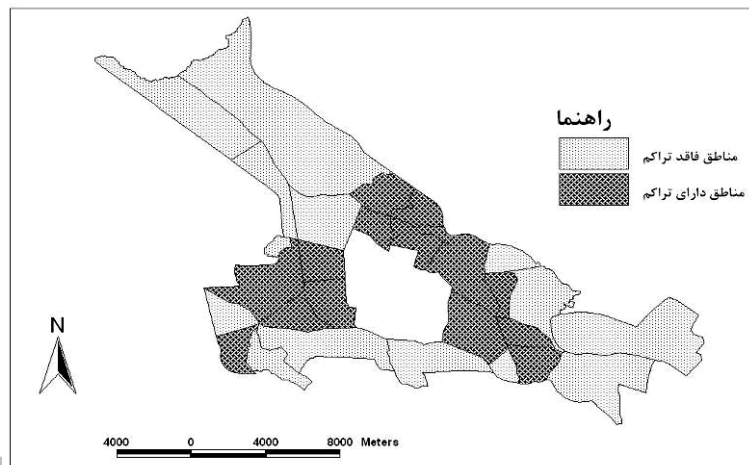 راهنما
مناطق فاقد تراکم
مناطق دارای تراکم
N
4000 0 4000 8000 Meters